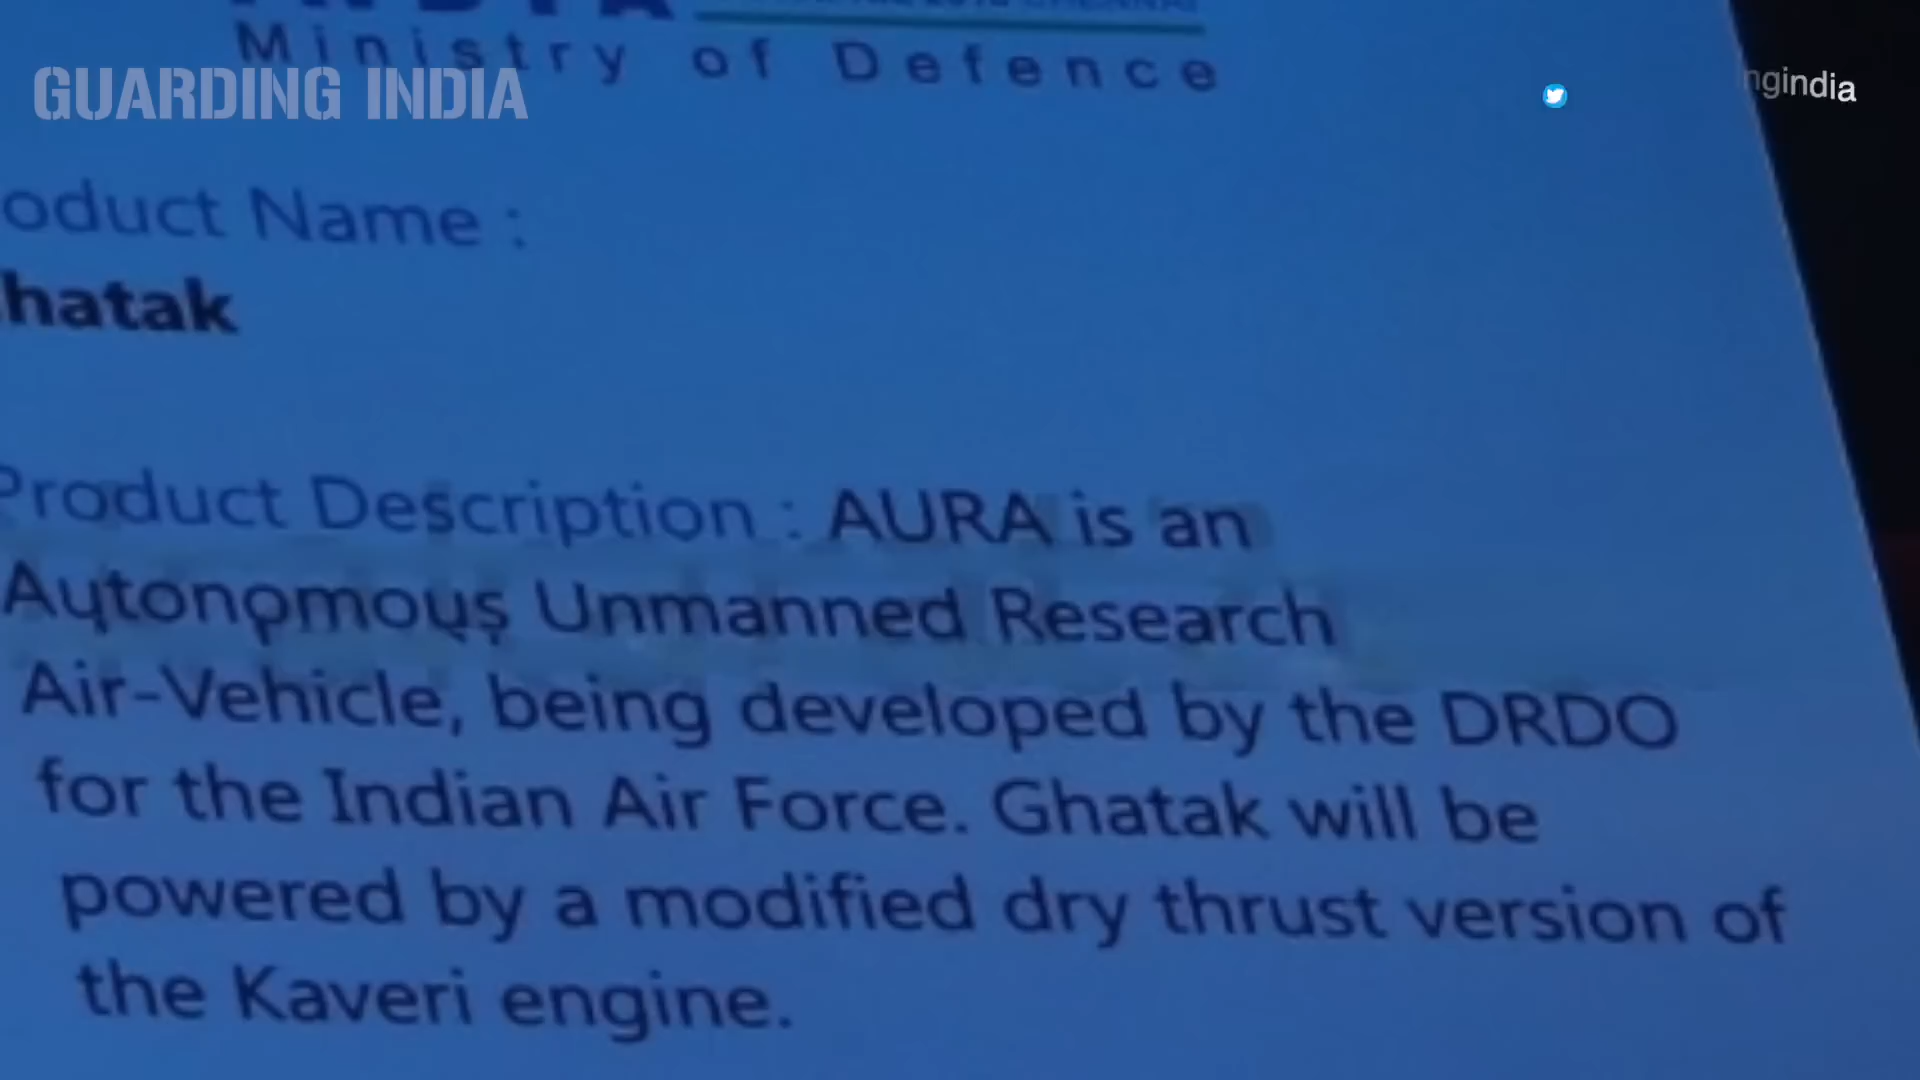 Ministry of Defence
GUARDING INDIA
ngindia
oduct Name :
hatak
Product Description : AURA is an
Autonomous Unmanned Research
Air-Vehicle, being developed by the DRDO
for the Indian Air Force. Ghatak will be
powered by a modified dry thrust version of
the Kaveri engine.